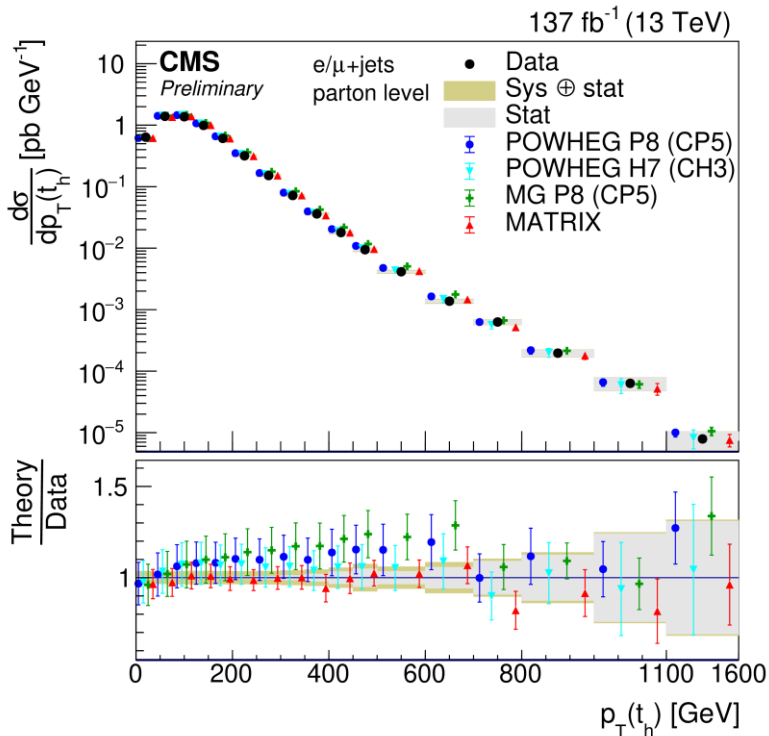 137 fb⁻¹ (13 TeV)
CMS
Preliminary
e/μ+jets
parton level
Data
Sys ⊕ stat
Stat
POWHEG P8 (CP5)
POWHEG H7 (CH3)
MG P8 (CP5)
MATRIX
dσ/dp_T(t_h) [pb GeV⁻¹]
10
1
10⁻¹
10⁻²
10⁻³
10⁻⁴
10⁻⁵
Theory/Data
1.5
1
0 200 400 600 800 1100 1600
p_T(t_h) [GeV]